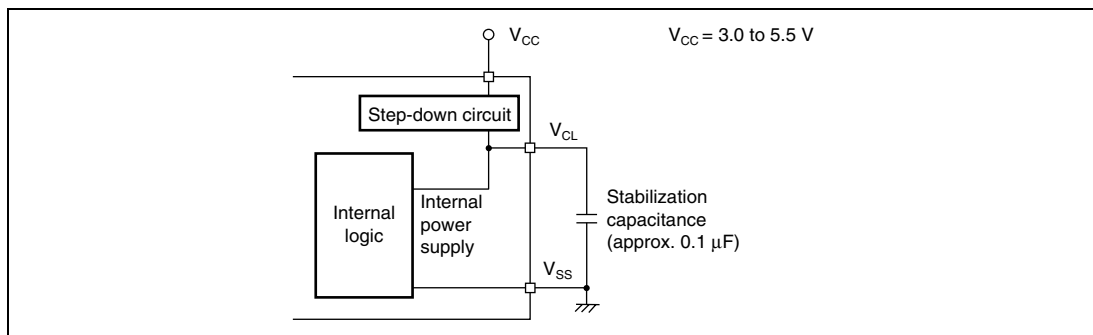 V_CC
V_CC = 3.0 to 5.5 V
Step-down circuit
V_CL
Internal
logic
Internal
power
supply
Stabilization
capacitance
(approx. 0.1 µF)
V_SS